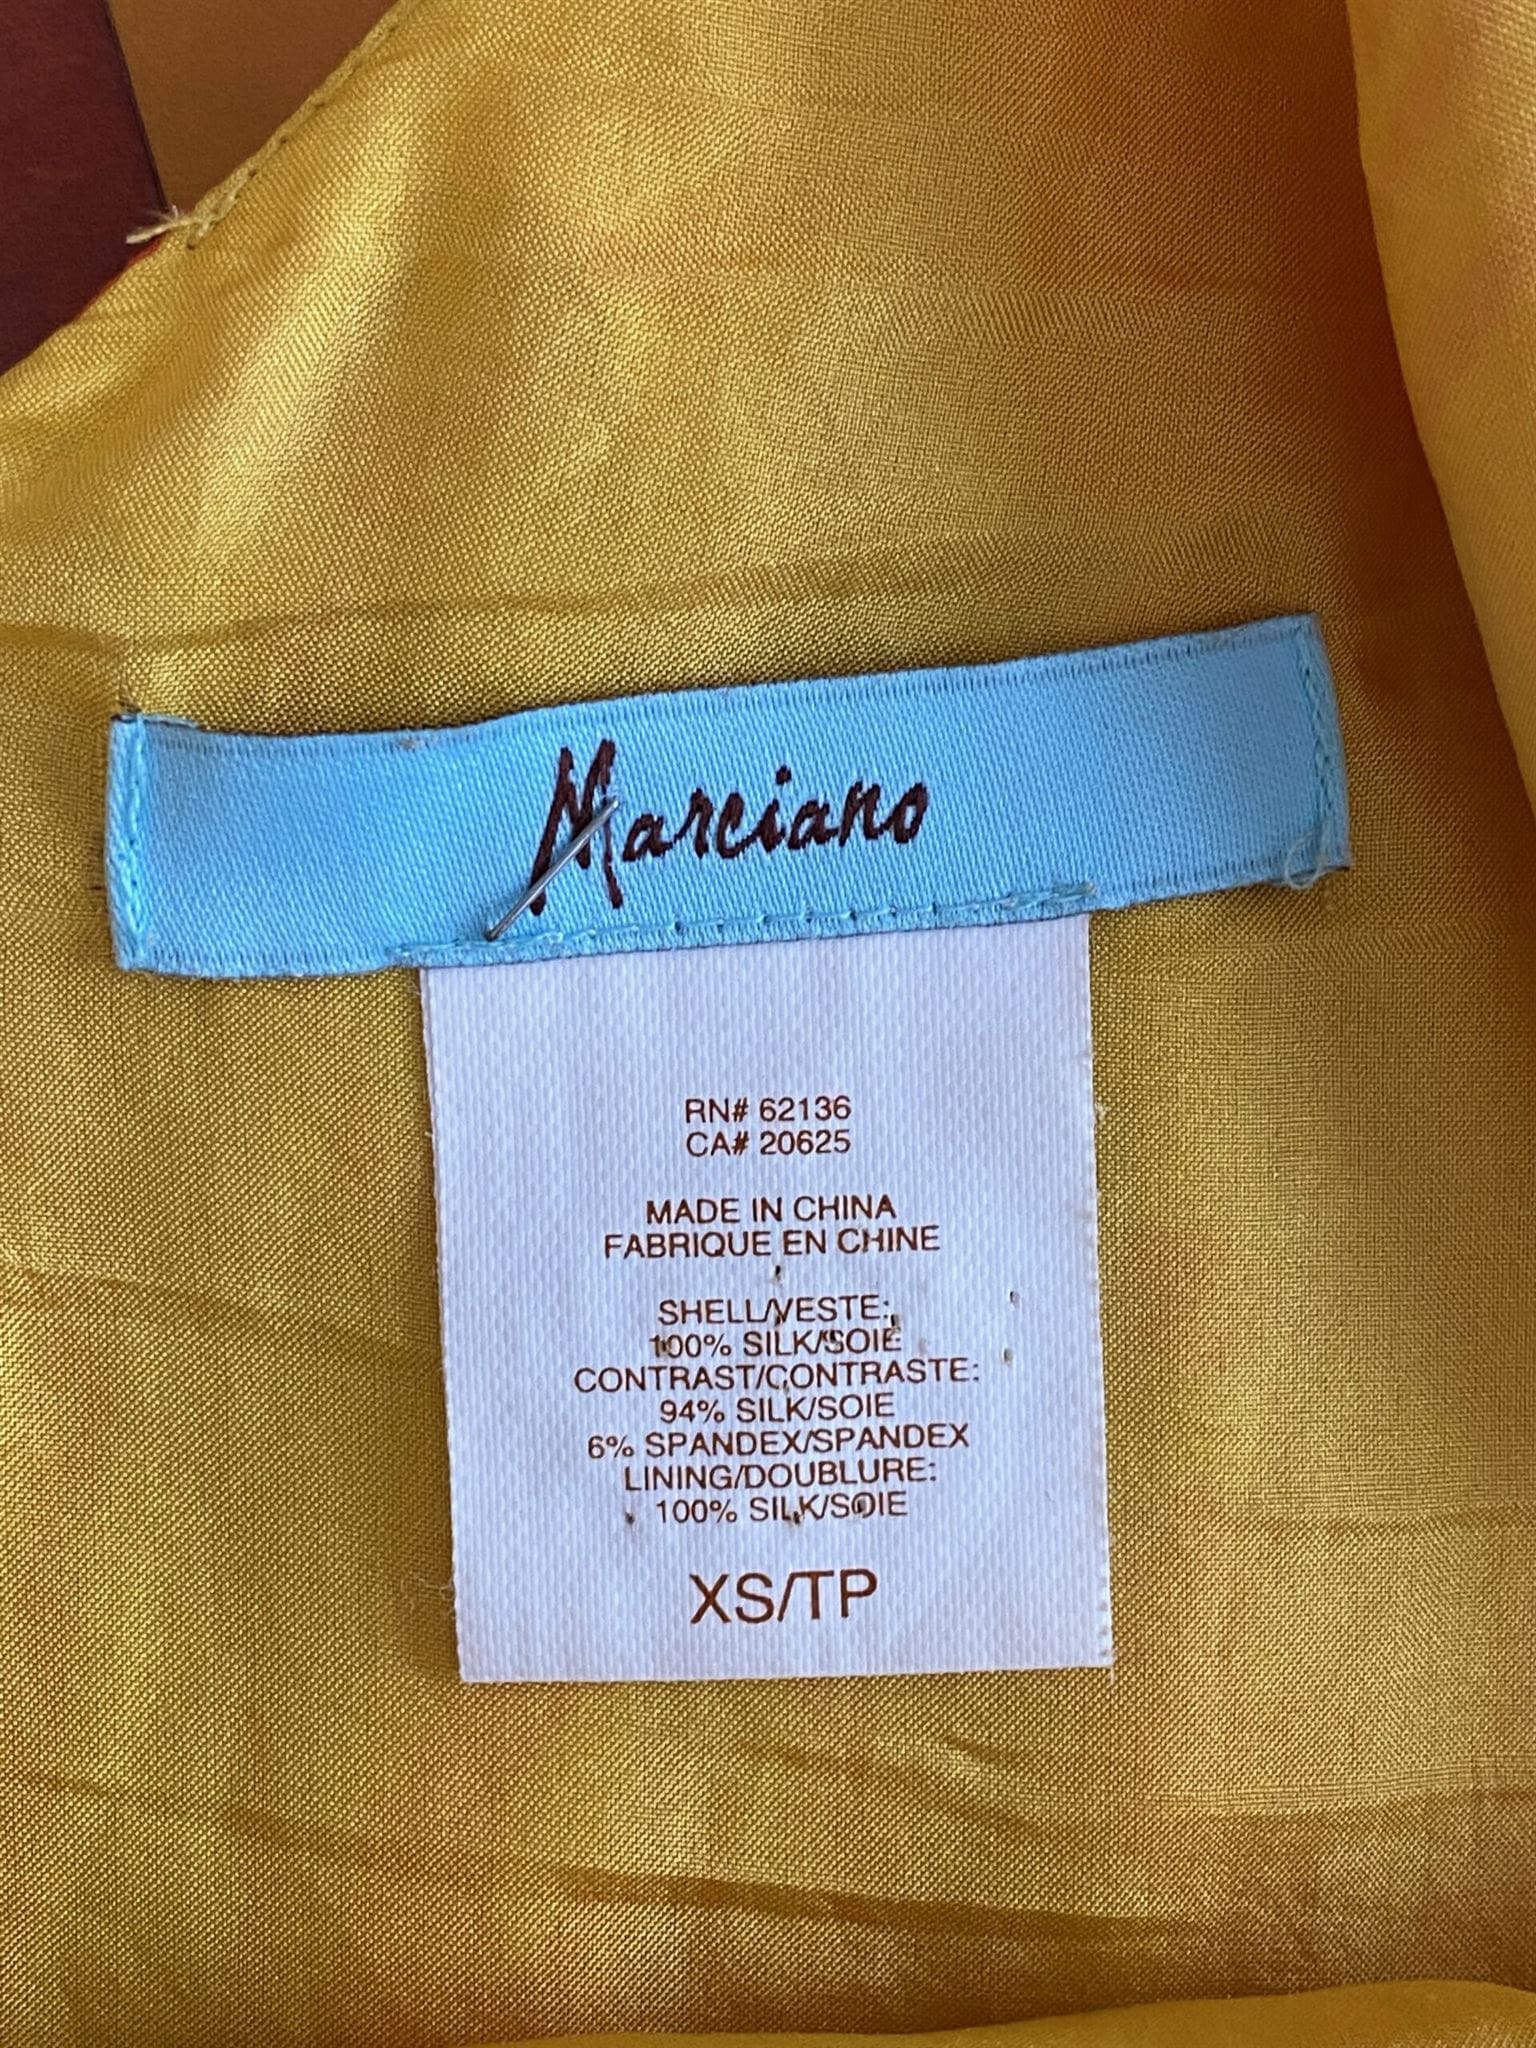 Marciano
RN# 62136
CA# 20625
MADE IN CHINA
FABRIQUE EN CHINE
SHELL/VESTE:
100% SILK/SOIE
CONTRAST/CONTRASTE:
94% SILK/SOIE
6% SPANDEX/SPANDEX
LINING/DOUBLURE:
100% SILK/SOIE
XS/TP